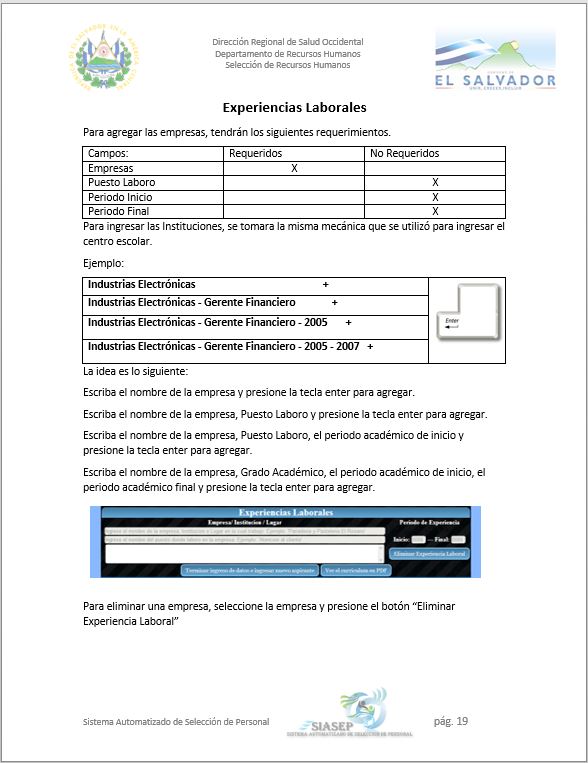 Dirección Regional de Salud Occidental
Departamento de Recursos Humanos
Selección de Recursos Humanos
EL SALVADOR
UNIR, CRECER, INCLUIR
Experiencias Laborales
Para agregar las empresas, tendrán los siguientes requerimientos.
Campos: Requeridos No Requeridos
Empresas X
Puesto Laboro X
Periodo Inicio X
Periodo Final X
Para ingresar las Instituciones, se tomara la misma mecánica que se utilizó para ingresar el
centro escolar.
Ejemplo:
Industrias Electrónicas +
Industrias Electrónicas - Gerente Financiero +
Industrias Electrónicas - Gerente Financiero - 2005 +
Industrias Electrónicas - Gerente Financiero - 2005 - 2007 +
Enter
La idea es lo siguiente:
Escriba el nombre de la empresa y presione la tecla enter para agregar.
Escriba el nombre de la empresa, Puesto Laboro y presione la tecla enter para agregar.
Escriba el nombre de la empresa, Puesto Laboro, el periodo académico de inicio y
presione la tecla enter para agregar.
Escriba el nombre de la empresa, Grado Académico, el periodo académico de inicio, el
periodo académico final y presione la tecla enter para agregar.
Experiencias Laborales
Empresa/ Institucion / Lugar Periodo de Experiencia
Inicio: — Final:
Eliminar Experiencia Laboral
Terminar ingreso de datos e ingresar nuevo aspirante Ver el curriculum en PDF
Para eliminar una empresa, seleccione la empresa y presione el botón “Eliminar
Experiencia Laboral”
Sistema Automatizado de Selección de Personal
SIASEP
SISTEMA AUTOMATIZADO DE SELECCIÓN DE PERSONAL
pág. 19